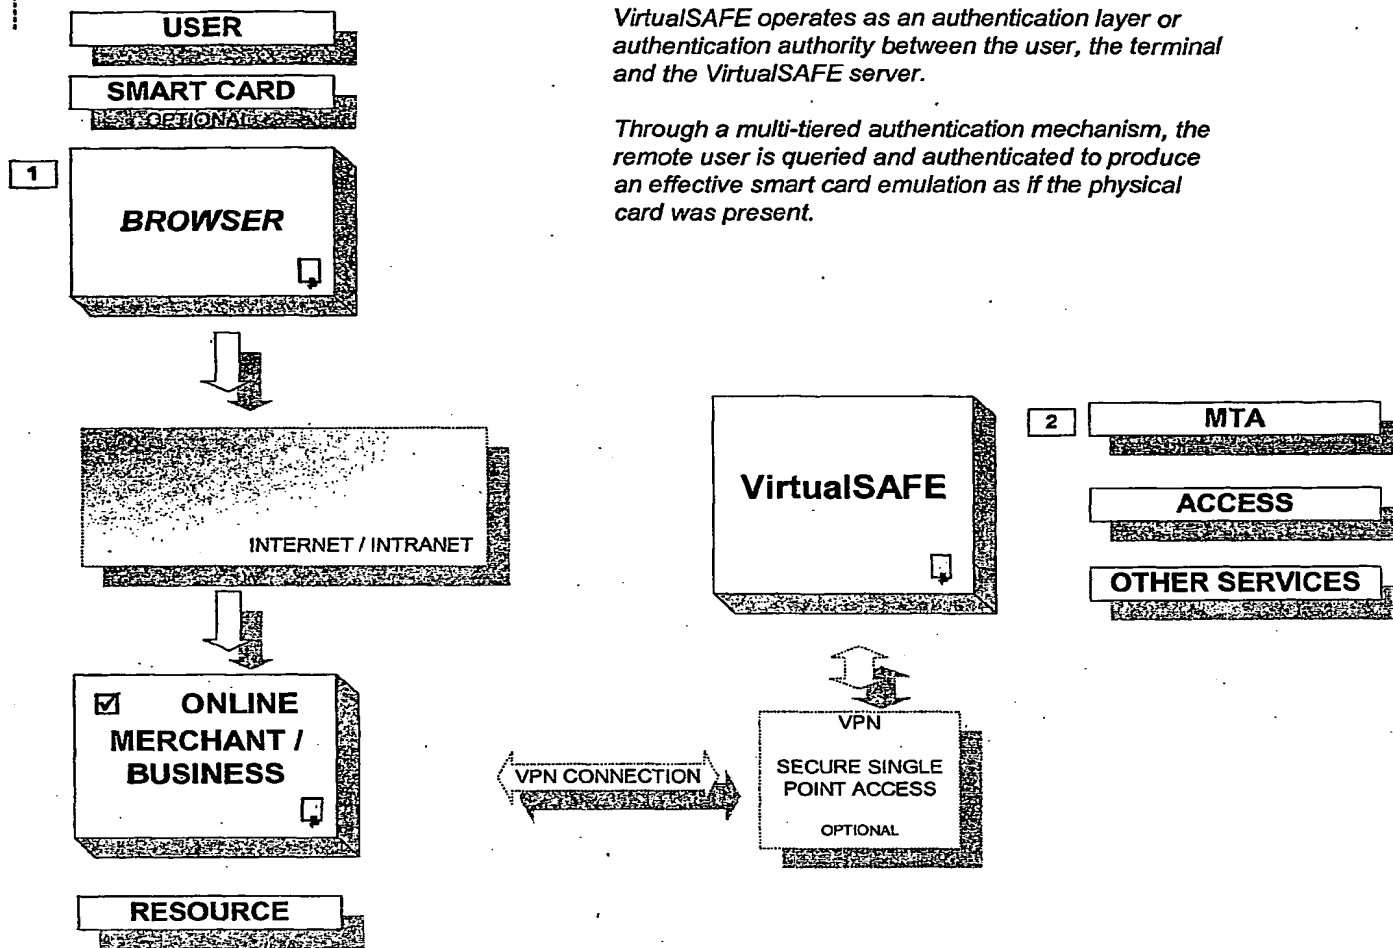 USER
SMART CARD
OPTIONAL
1
BROWSER
INTERNET / INTRANET
ONLINE
MERCHANT /
BUSINESS
RESOURCE
VirtualSAFE operates as an authentication layer or
authentication authority between the user, the terminal
and the VirtualSAFE server.
Through a multi-tiered authentication mechanism, the
remote user is queried and authenticated to produce
an effective smart card emulation as if the physical
card was present.
VirtualSAFE
2
MTA
ACCESS
OTHER SERVICES
VPN CONNECTION
VPN
SECURE SINGLE
POINT ACCESS
OPTIONAL